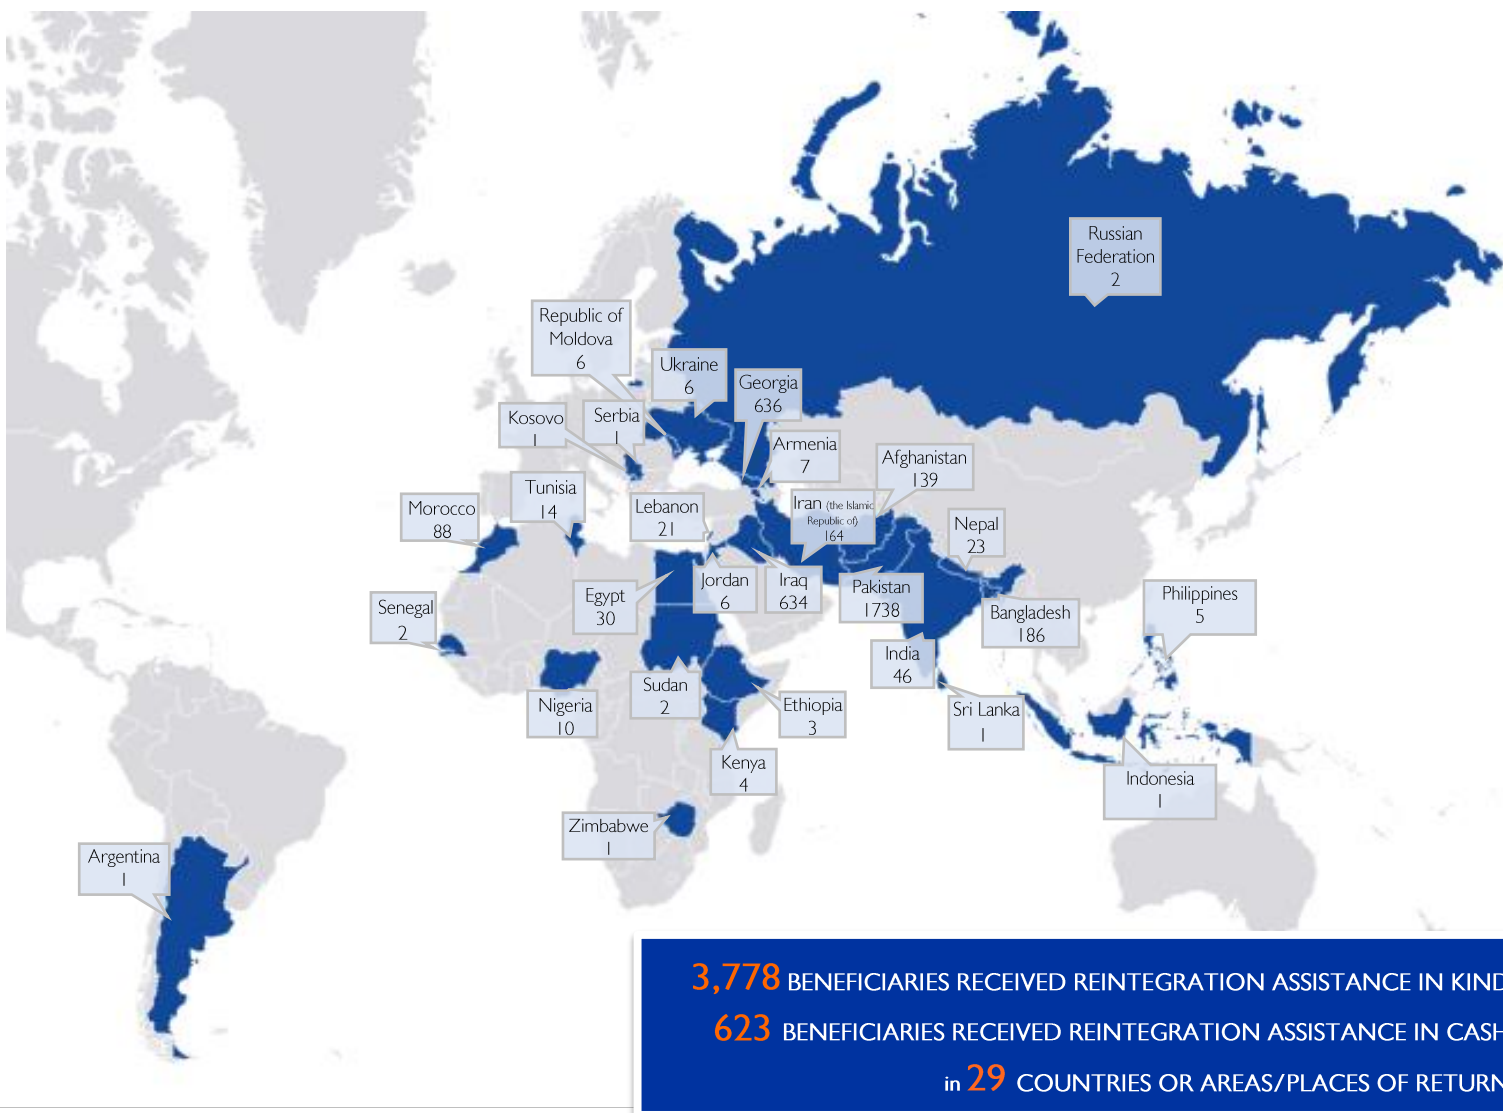 Russian
Federation
2
Republic of
Moldova
6
Ukraine
6
Georgia
636
Kosovo
1
Serbia
1
Armenia
7
Afghanistan
139
Tunisia
14
Morocco
88
Lebanon
21
Iran (the Islamic
Republic of)
164
Nepal
23
Senegal
2
Egypt
30
Jordan
6
Iraq
634
Pakistan
1738
Bangladesh
186
Philippines
5
India
46
Sudan
2
Nigeria
10
Ethiopia
3
Sri Lanka
1
Kenya
4
Indonesia
1
Zimbabwe
1
Argentina
1
3,778 BENEFICIARIES RECEIVED REINTEGRATION ASSISTANCE IN KIND
623 BENEFICIARIES RECEIVED REINTEGRATION ASSISTANCE IN CASH
in 29 COUNTRIES OR AREAS/PLACES OF RETURN